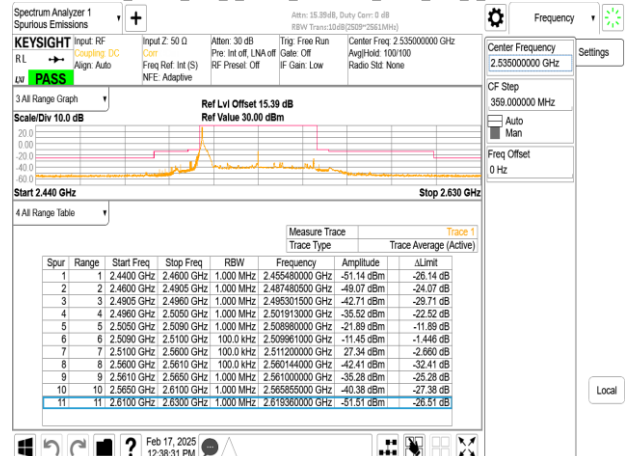 Spectrum Analyzer 1
Spurious Emissions
Attn: 15.39dB, Duty Corr: 0 dB
RBW Trans:10dB(2509~2561MHz)
Frequency
KEYSIGHT Input: RF Input Z: 50 Ω Atten: 30 dB Trig: Free Run Center Freq: 2.535000000 GHz
RL Coupling: DC Corr Pre: Int off, LNA off Gate: Off Avg|Hold: 100/100
Align: Auto Freq Ref: Int (S) RF Preset: Off IF Gain: Low Radio Std: None
LXI PASS NFE: Adaptive
Center Frequency
2.535000000 GHz
Settings
CF Step
359.000000 MHz
Auto
Man
Freq Offset
0 Hz
Local
3 All Range Graph
Ref Lvl Offset 15.39 dB
Scale/Div 10.0 dB Ref Value 30.00 dBm
20.0
0.00
-20.0
-40.0
-60.0
Start 2.440 GHz Stop 2.630 GHz
4 All Range Table
Measure Trace Trace 1
Trace Type Trace Average (Active)
Spur Range Start Freq Stop Freq RBW Frequency Amplitude ΔLimit
1 1 2.4400 GHz 2.4600 GHz 1.000 MHz 2.455480000 GHz -51.14 dBm -26.14 dB
2 2 2.4600 GHz 2.4905 GHz 1.000 MHz 2.487480500 GHz -49.07 dBm -24.07 dB
3 3 2.4905 GHz 2.4960 GHz 1.000 MHz 2.495301500 GHz -42.71 dBm -29.71 dB
4 4 2.4960 GHz 2.5050 GHz 1.000 MHz 2.501913000 GHz -35.52 dBm -22.52 dB
5 5 2.5050 GHz 2.5090 GHz 1.000 MHz 2.508980000 GHz -21.89 dBm -11.89 dB
6 6 2.5090 GHz 2.5100 GHz 100.0 kHz 2.509961000 GHz -11.45 dBm -1.446 dB
7 7 2.5100 GHz 2.5600 GHz 100.0 kHz 2.511200000 GHz 27.34 dBm -2.660 dB
8 8 2.5600 GHz 2.5610 GHz 100.0 kHz 2.560144000 GHz -42.41 dBm -32.41 dB
9 9 2.5610 GHz 2.5650 GHz 1.000 MHz 2.561000000 GHz -35.28 dBm -25.28 dB
10 10 2.5650 GHz 2.6100 GHz 1.000 MHz 2.565855000 GHz -40.38 dBm -27.38 dB
11 11 2.6100 GHz 2.6300 GHz 1.000 MHz 2.619360000 GHz -51.51 dBm -26.51 dB
Feb 17, 2025
12:38:31 PM